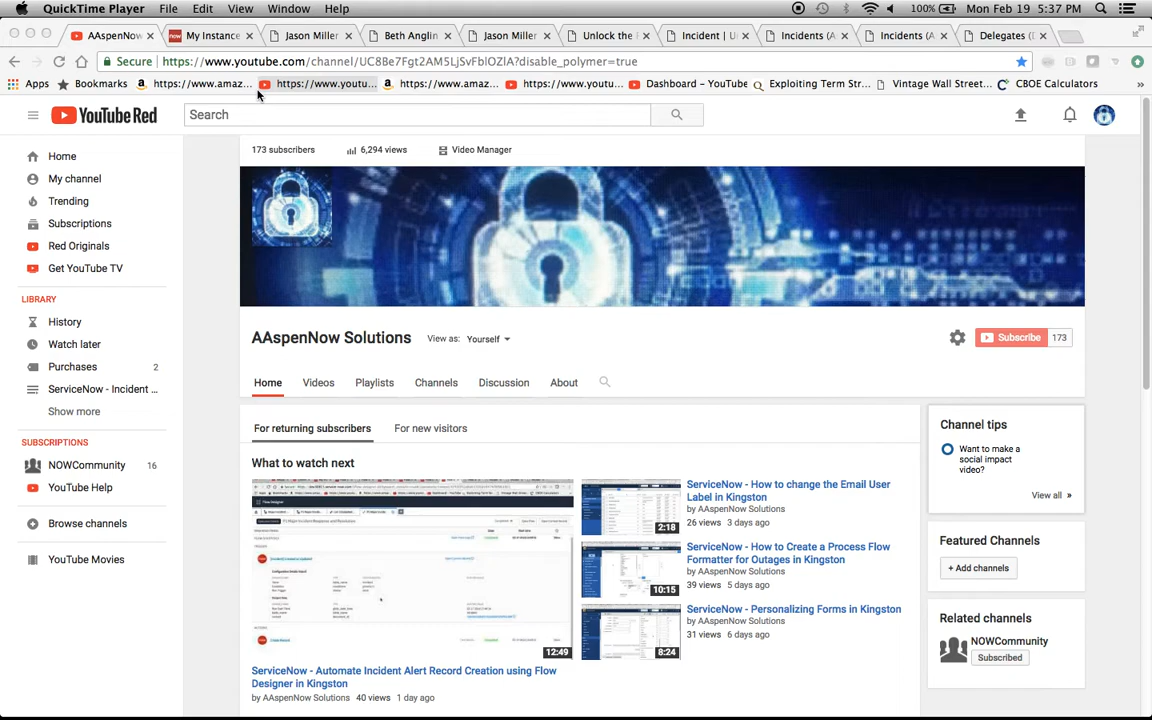 QuickTime Player File Edit View Window Help 100% Mon Feb 19 5:37 PM
AAspenNow My Instance Jason Miller Beth Anglin Jason Miller Unlock the Incident | U Incidents (A Incidents (A Delegates (
Secure https://www.youtube.com/channel/UC8Be7Fgt2AM5LjSvFblOZIA?disable_polymer=true
Apps Bookmarks https://www.amaz... https://www.youtu... https://www.amaz... https://www.youtu... Dashboard - YouTube Exploiting Term Str... Vintage Wall Street... CBOE Calculators »
YouTube Red Search
173 subscribers 6,294 views Video Manager
Home
My channel
Trending
Subscriptions
Red Originals
Get YouTube TV
LIBRARY
History
Watch later
Purchases 2
ServiceNow - Incident ...
Show more
SUBSCRIPTIONS
NOWCommunity 16
YouTube Help
Browse channels
YouTube Movies
AAspenNow Solutions View as: Yourself Subscribe 173
Home Videos Playlists Channels Discussion About
For returning subscribers For new visitors
What to watch next
12:49
ServiceNow - Automate Incident Alert Record Creation using Flow
Designer in Kingston
by AAspenNow Solutions 40 views 1 day ago
2:18
ServiceNow - How to change the Email User
Label in Kingston
by AAspenNow Solutions
26 views 3 days ago
10:15
ServiceNow - How to Create a Process Flow
Formatter for Outages in Kingston
by AAspenNow Solutions
39 views 5 days ago
8:24
ServiceNow - Personalizing Forms in Kingston
by AAspenNow Solutions
31 views 6 days ago
Channel tips
Want to make a
social impact
video?
View all »
Featured Channels
+ Add channels
Related channels
NOWCommunity
Subscribed